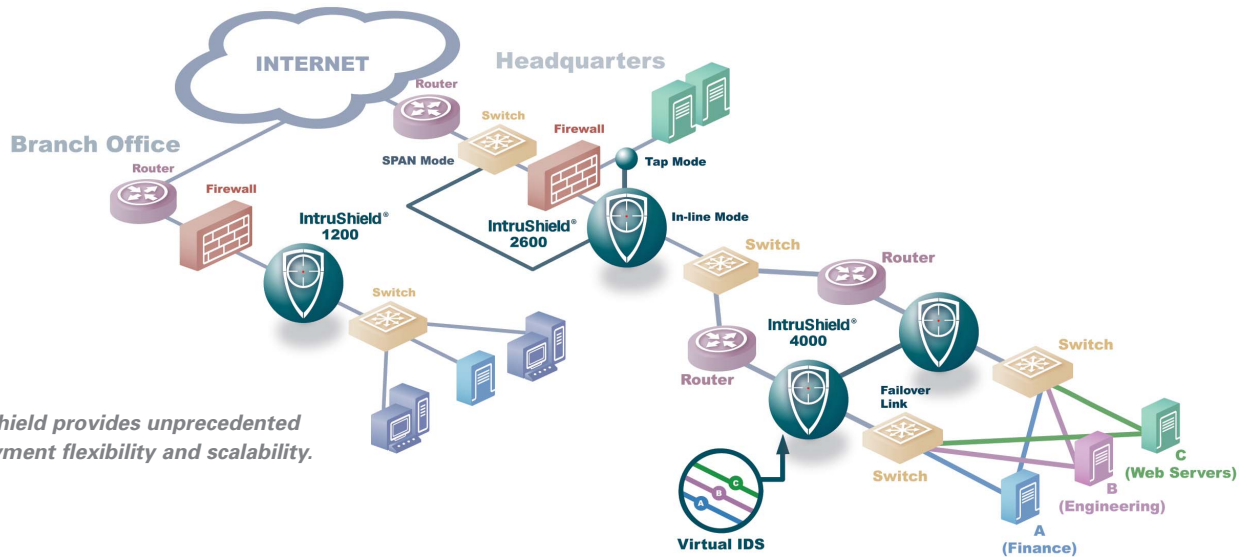 INTERNET
Headquarters
Router
Switch
Firewall
SPAN Mode
Tap Mode
Branch Office
Router
Firewall
IntruShield®
1200
IntruShield®
2600
In-line Mode
Switch
Switch
Router
IntruShield®
4000
Router
Switch
Failover
Link
Switch
hield provides unprecedented
ment flexibility and scalability.
C
(Web Servers)
B
(Engineering)
A
(Finance)
C
B
A
Virtual IDS